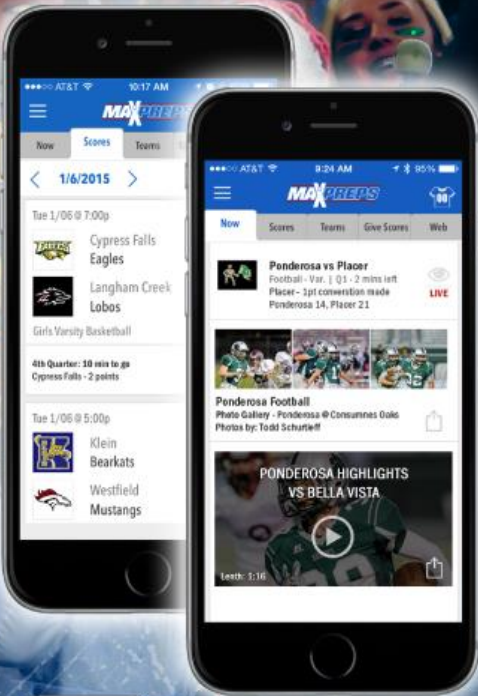 AT&T 10:17 AM
MAXPREPS
Now Scores Teams
1/6/2015
Tue 1/06 @ 7:00p
Cypress Falls
Eagles
Langham Creek
Lobos
Girls Varsity Basketball
4th Quarter: 10 min to go
Cypress Falls - 2 points
Tue 1/06 @ 5:00p
Klein
Bearkats
Westfield
Mustangs
AT&T 9:24 AM 95%
MAXPREPS 00
Now Scores Teams Give Scores Web
Ponderosa vs Placer
Football - Var. | Q1 - 2 mins left
Placer - 1pt conversion made
Ponderosa 14, Placer 21
LIVE
Ponderosa Football
Photo Gallery - Ponderosa @ Consumnes Oaks
Photos by: Todd Schurtleff
PONDEROSA HIGHLIGHTS
VS BELLA VISTA
Lenth: 1:16